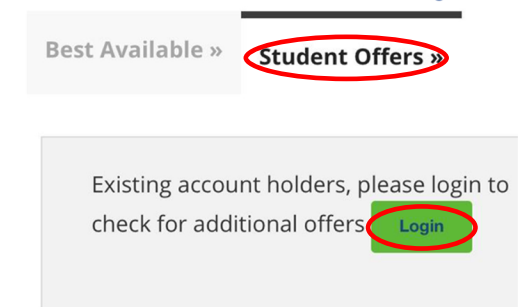 Best Available »
Student Offers »
Existing account holders, please login to
check for additional offers Login